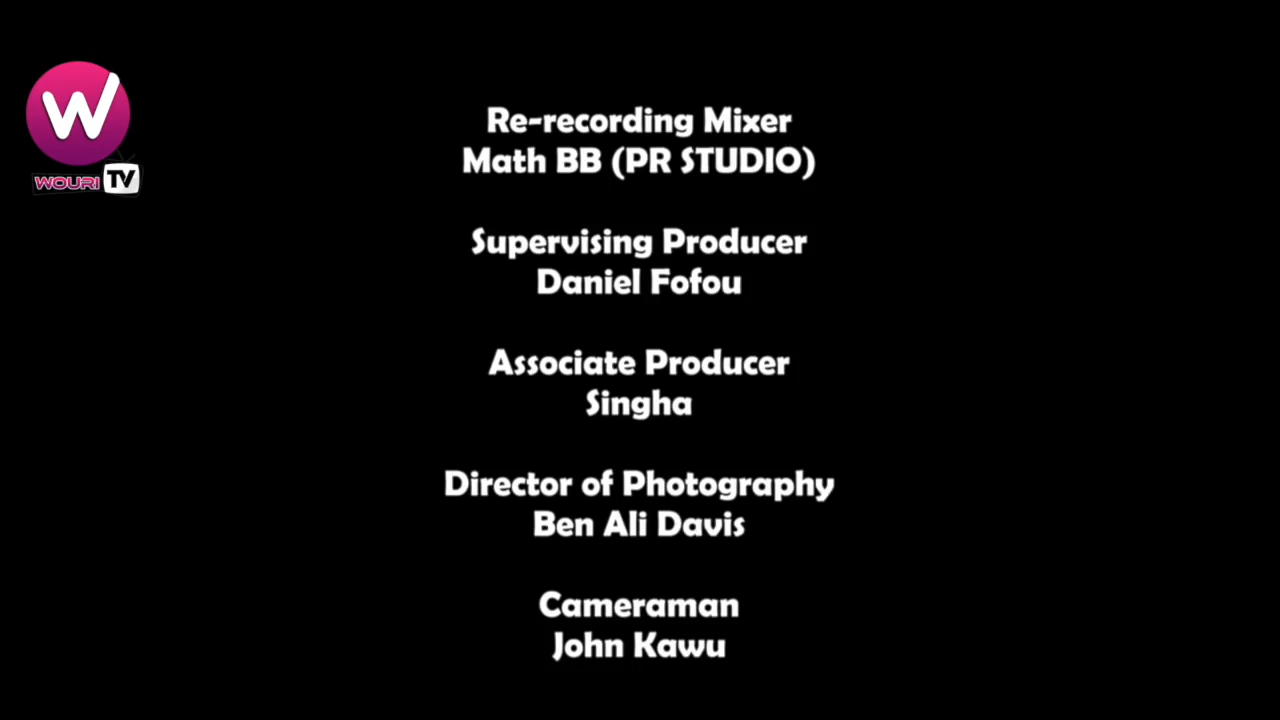 W
WOURI TV
Re-recording Mixer
Math BB (PR STUDIO)
Supervising Producer
Daniel Fofou
Associate Producer
Singha
Director of Photography
Ben Ali Davis
Cameraman
John Kawu